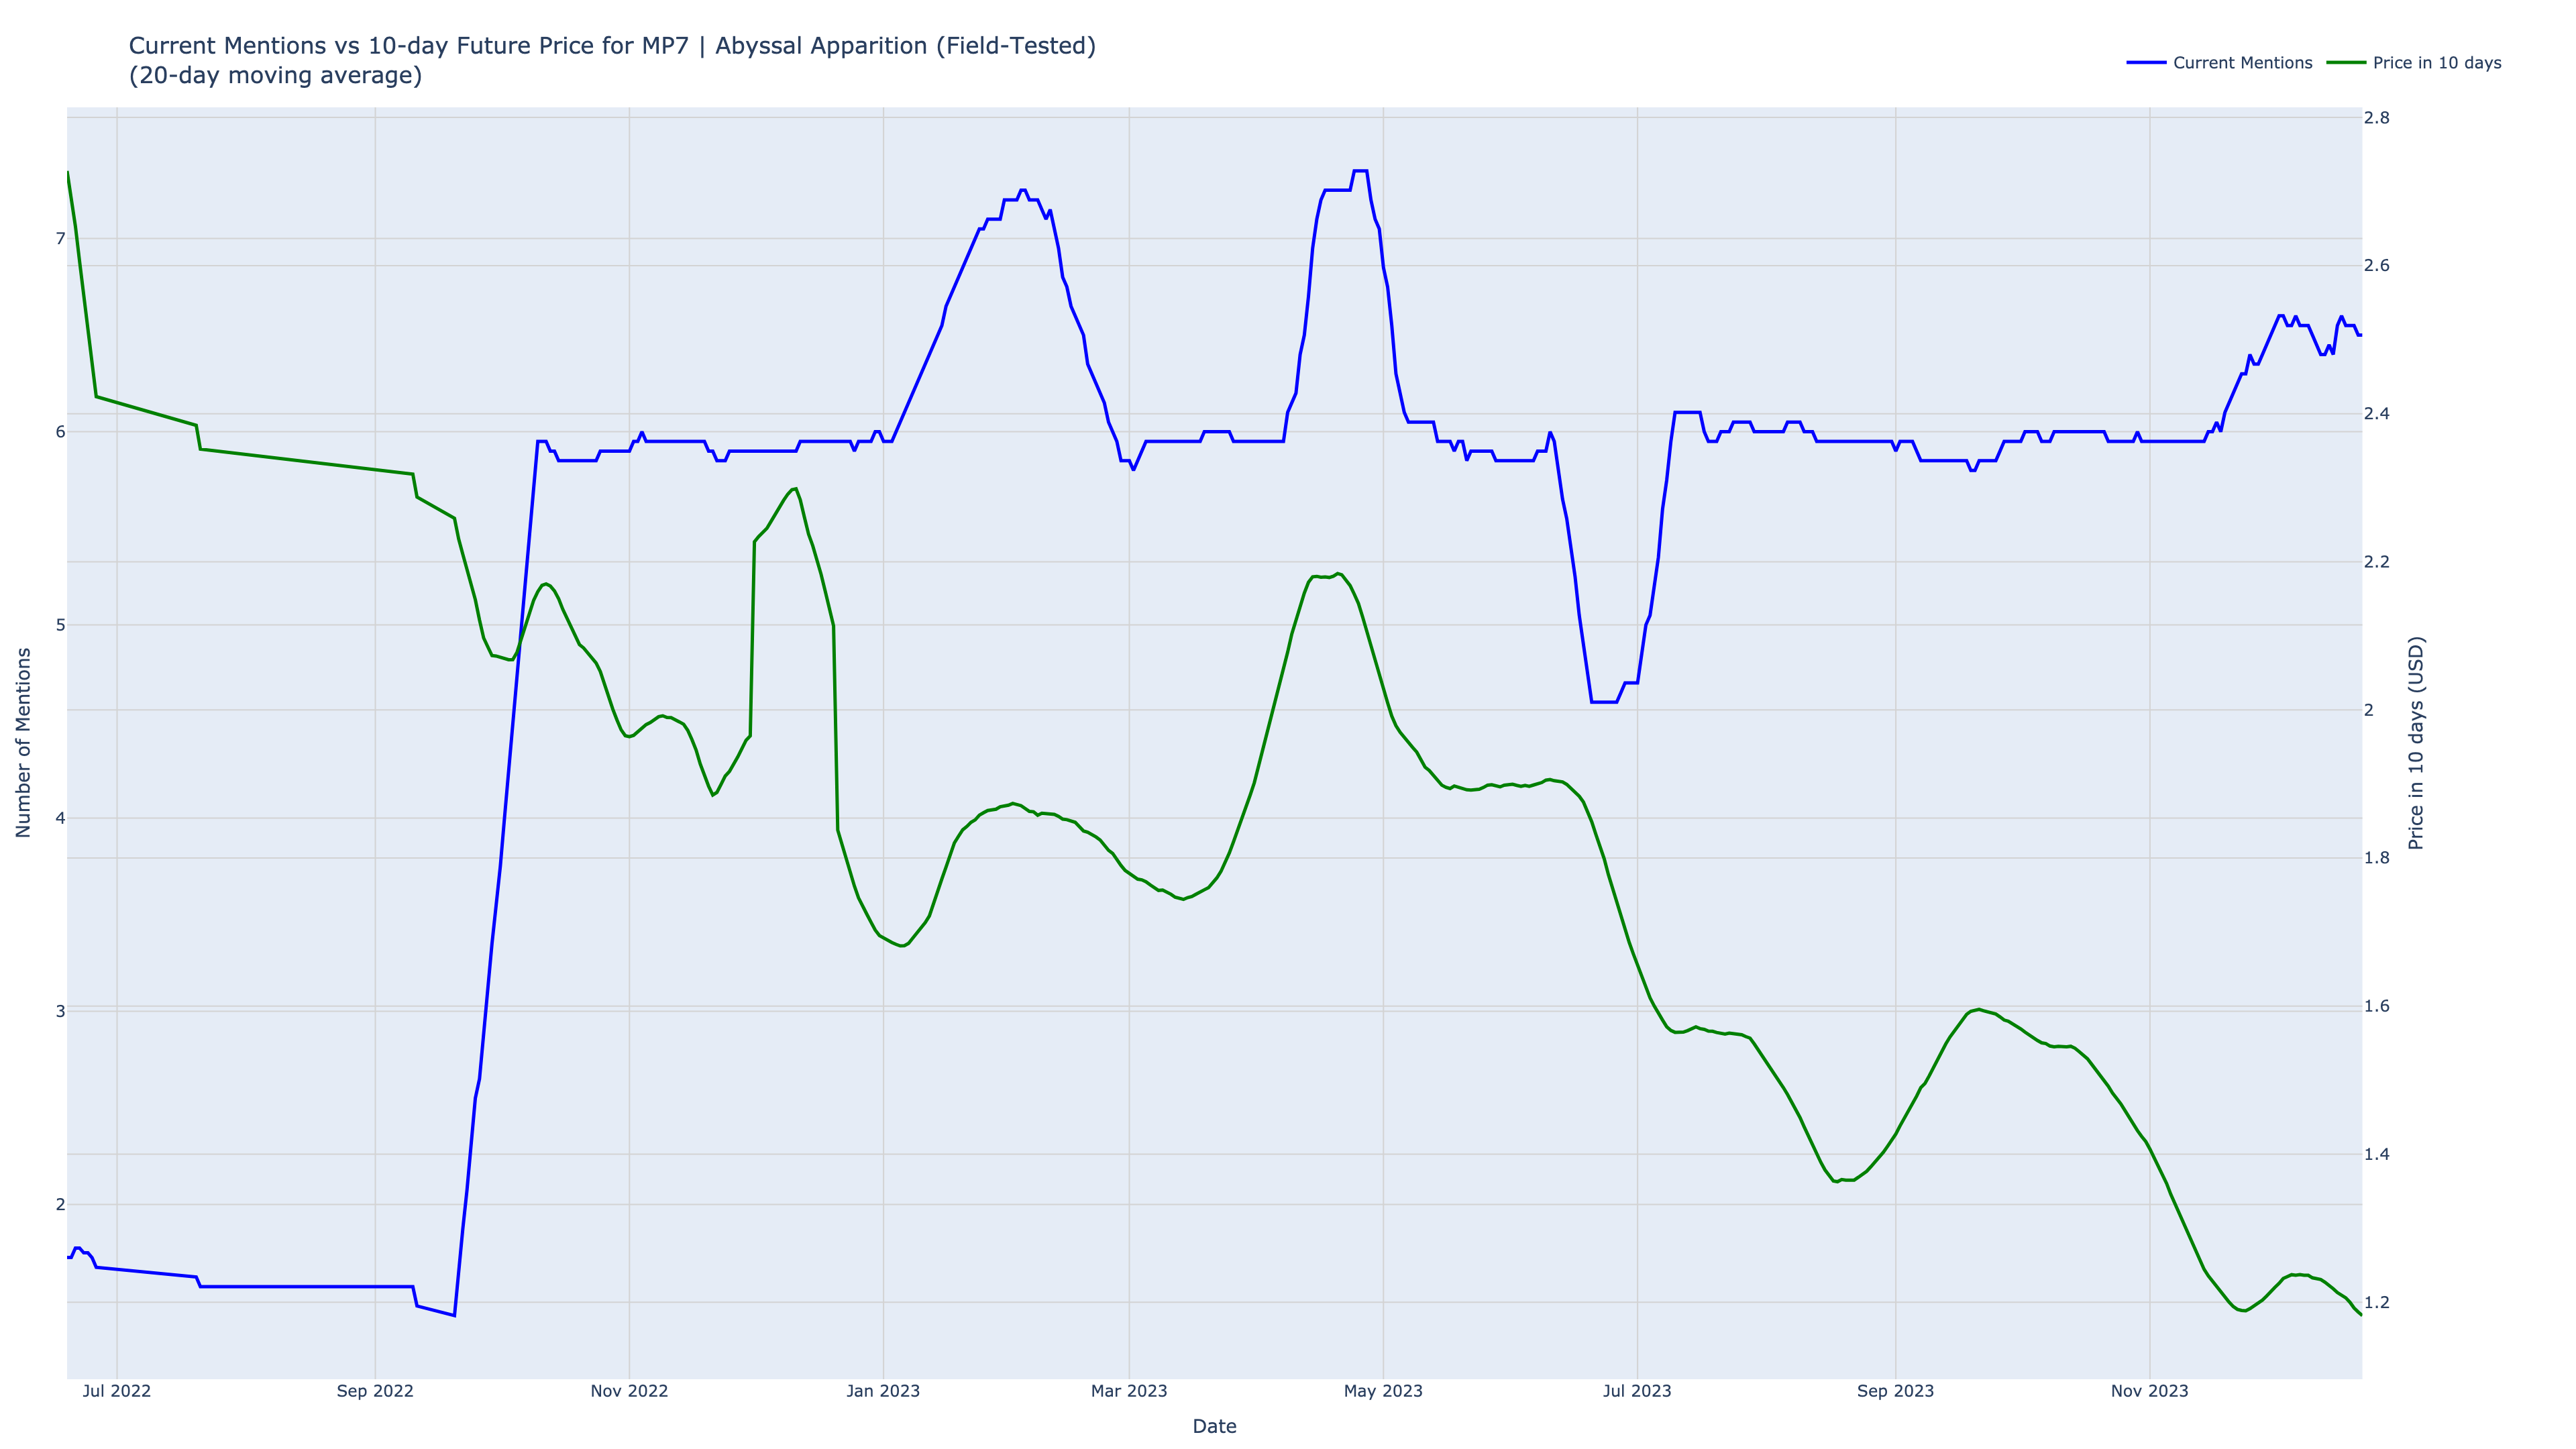 Current Mentions vs 10-day Future Price for MP7 | Abyssal Apparition (Field-Tested)
(20-day moving average)
Current Mentions
Price in 10 days
Number of Mentions
7
6
5
4
3
2
2.8
2.6
2.4
2.2
2
1.8
1.6
1.4
1.2
Price in 10 days (USD)
Jul 2022
Sep 2022
Nov 2022
Jan 2023
Mar 2023
May 2023
Jul 2023
Sep 2023
Nov 2023
Date